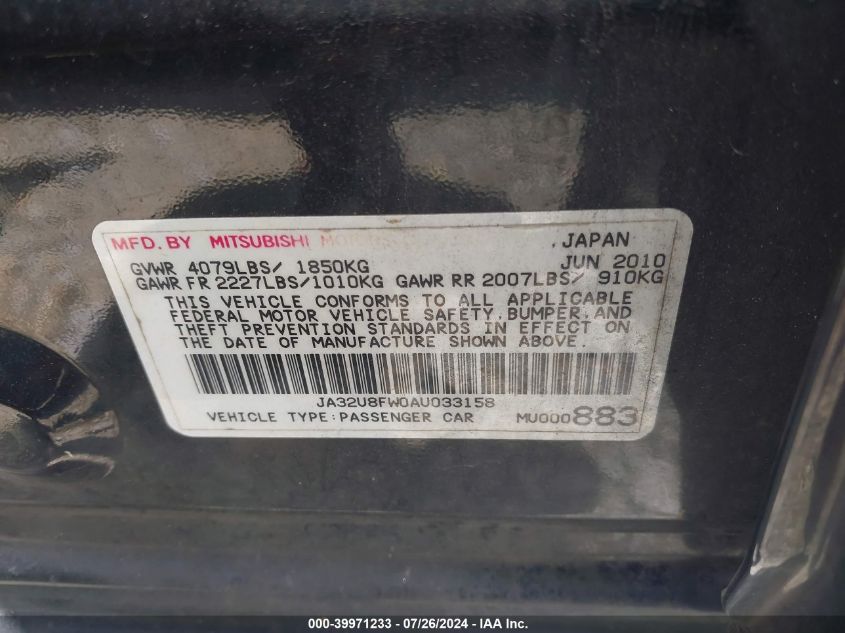 MFD. BY MITSUBISHI MOTORS , JAPAN
GVWR 4079LBS/ 1850KG JUN 2010
GAWR FR 2227LBS/1010KG GAWR RR 2007LBS/ 910KG
THIS VEHICLE CONFORMS TO ALL APPLICABLE
FEDERAL MOTOR VEHICLE SAFETY, BUMPER, AND
THEFT PREVENTION STANDARDS IN EFFECT ON
THE DATE OF MANUFACTURE SHOWN ABOVE.
JA32U8FW0AU033158
VEHICLE TYPE:PASSENGER CAR MU000883
000-39971233 - 07/26/2024 - IAA Inc.